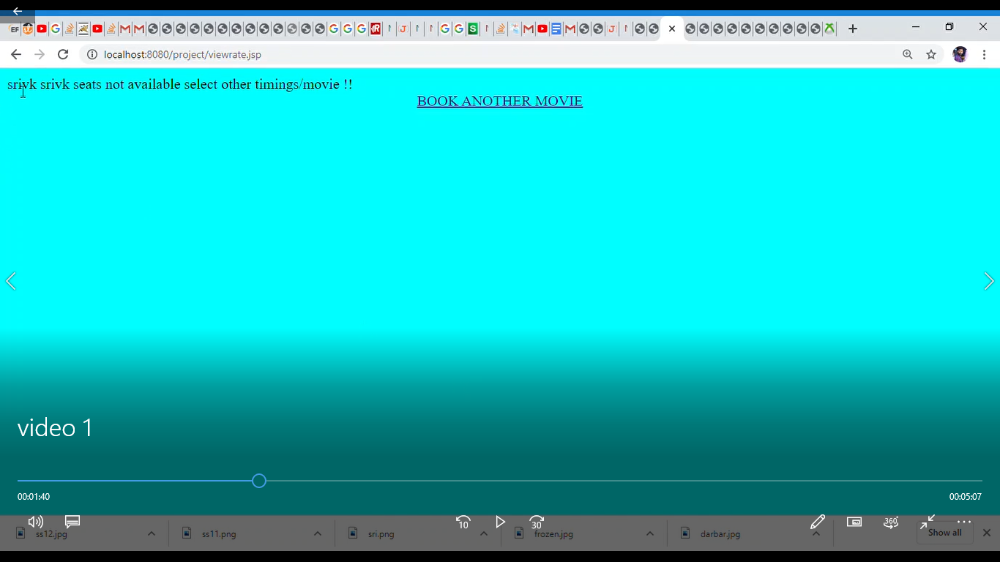 EF
localhost:8080/project/viewrate.jsp
srivk srivk seats not available select other timings/movie !!
BOOK ANOTHER MOVIE
video 1
00:01:40
00:05:07
10
30
360
ss12.jpg
ss11.png
sri.png
frozen.jpg
darbar.jpg
Show all